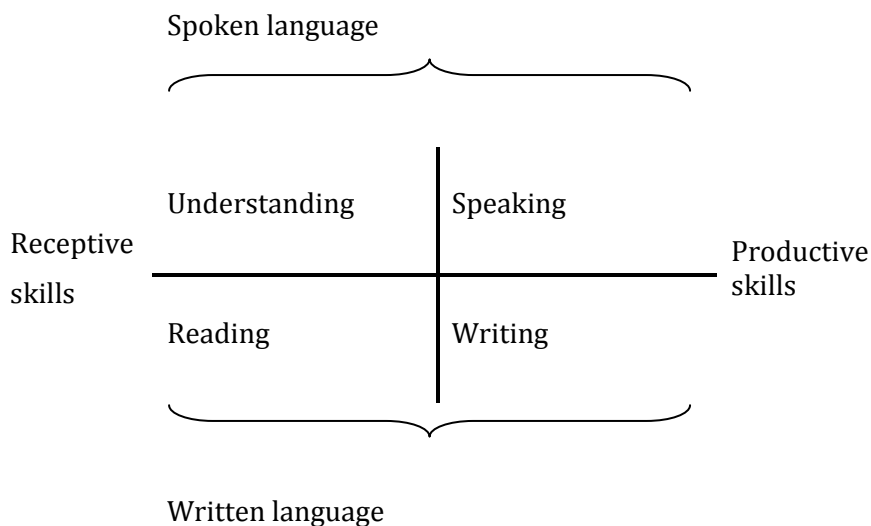 Spoken language
Understanding
Speaking
Receptive
skills
Productive
skills
Reading
Writing
Written language